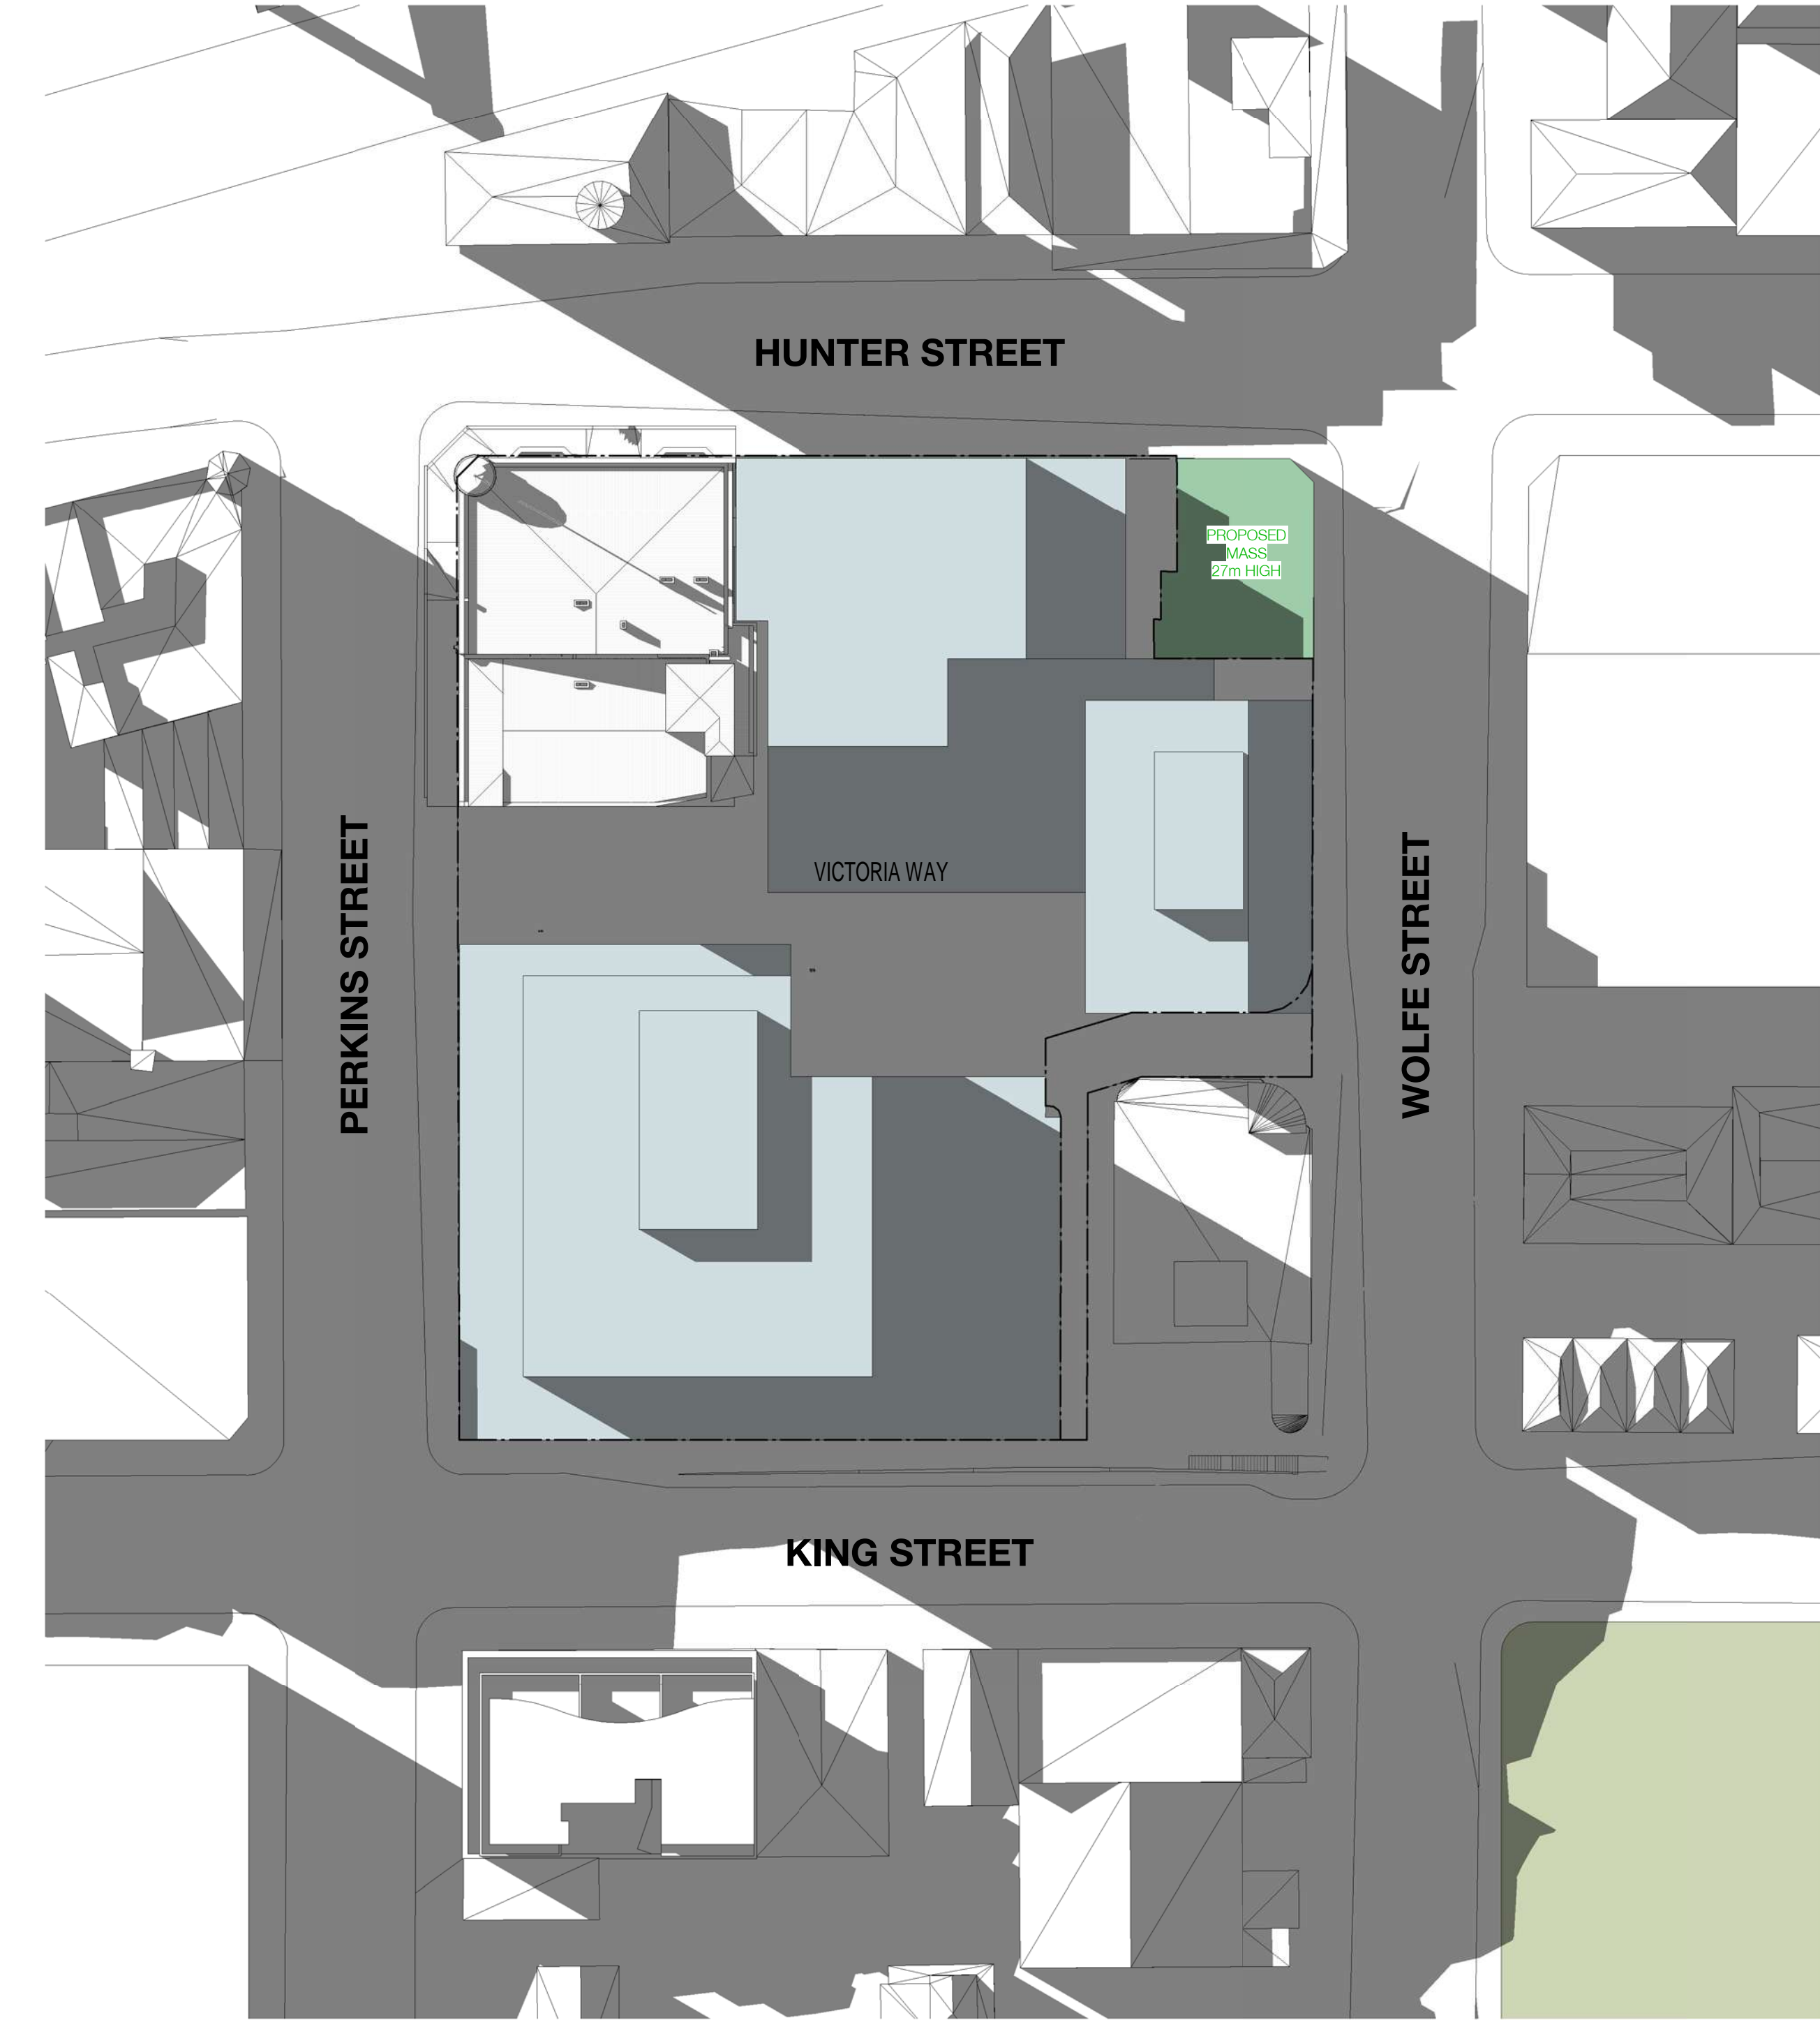 HUNTER STREET
PROPOSED
MASS
27m HIGH
PERKINS STREET
VICTORIA WAY
WOLFE STREET
KING STREET